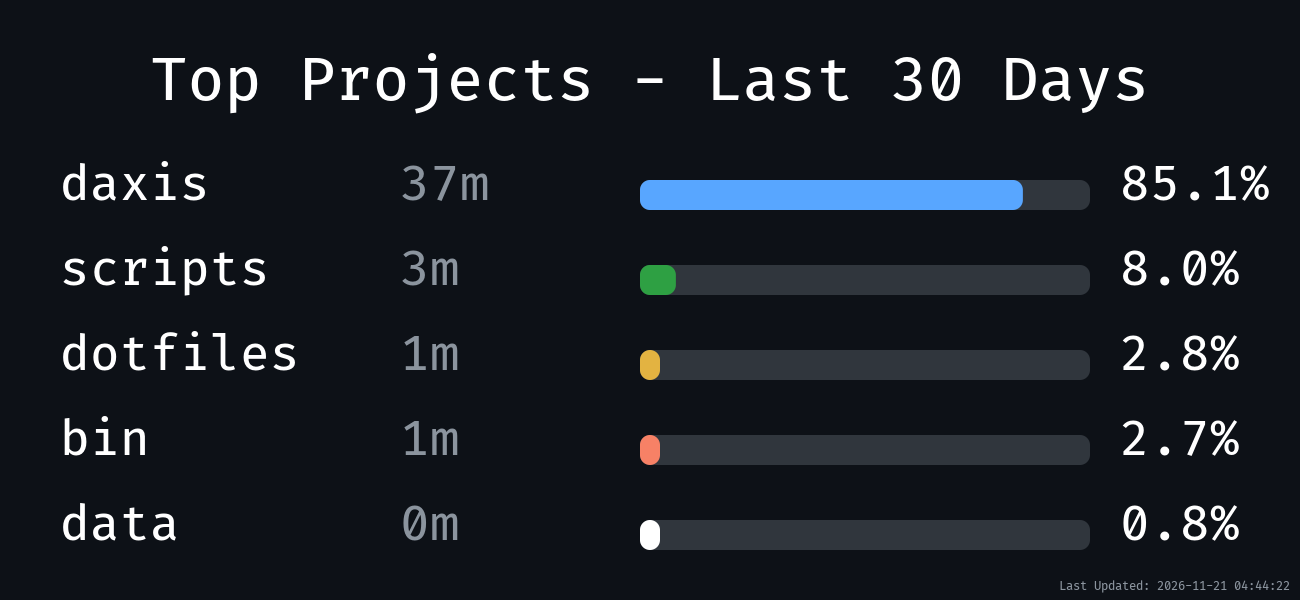 Top Projects - Last 30 Days
daxis 37m 85.1%
scripts 3m 8.0%
dotfiles 1m 2.8%
bin 1m 2.7%
data 0m 0.8%
Last Updated: 2026-11-21 04:44:22